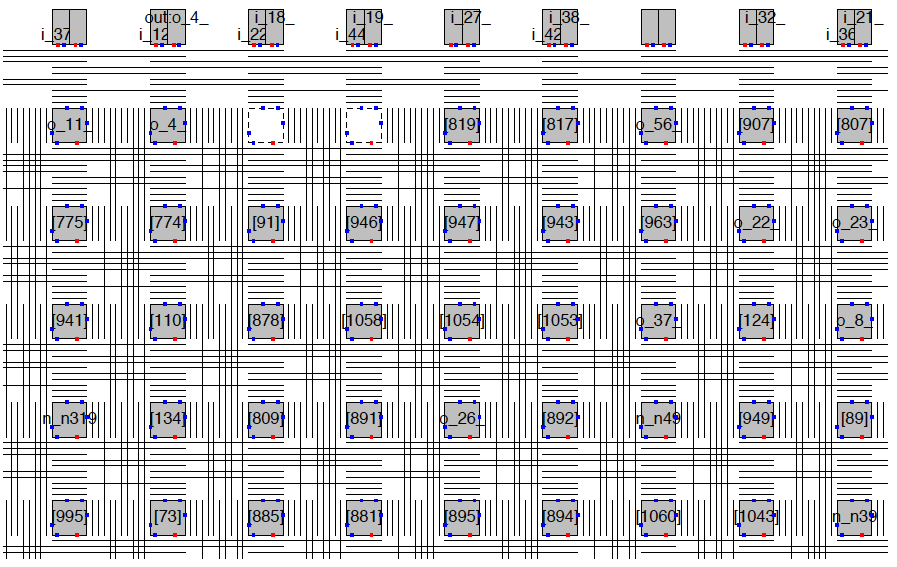 out:o_4_ i_18_ i_19_ i_27_ i_38_ i_32_ i_21_
i_37 i_12 i_22 i_44 i_42 i_36
o_11_ o_4_ [819] [817] o_56_ [907] [807]
[775] [774] [91] [946] [947] [943] [963] o_22_ o_23_
[941] [110] [878] [1058] [1054] [1053] o_37_ [124] o_8_
n_n319 [134] [809] [891] o_26_ [892] n_n49 [949] [89]
[995] [73] [885] [881] [895] [894] [1060] [1043] n_n39